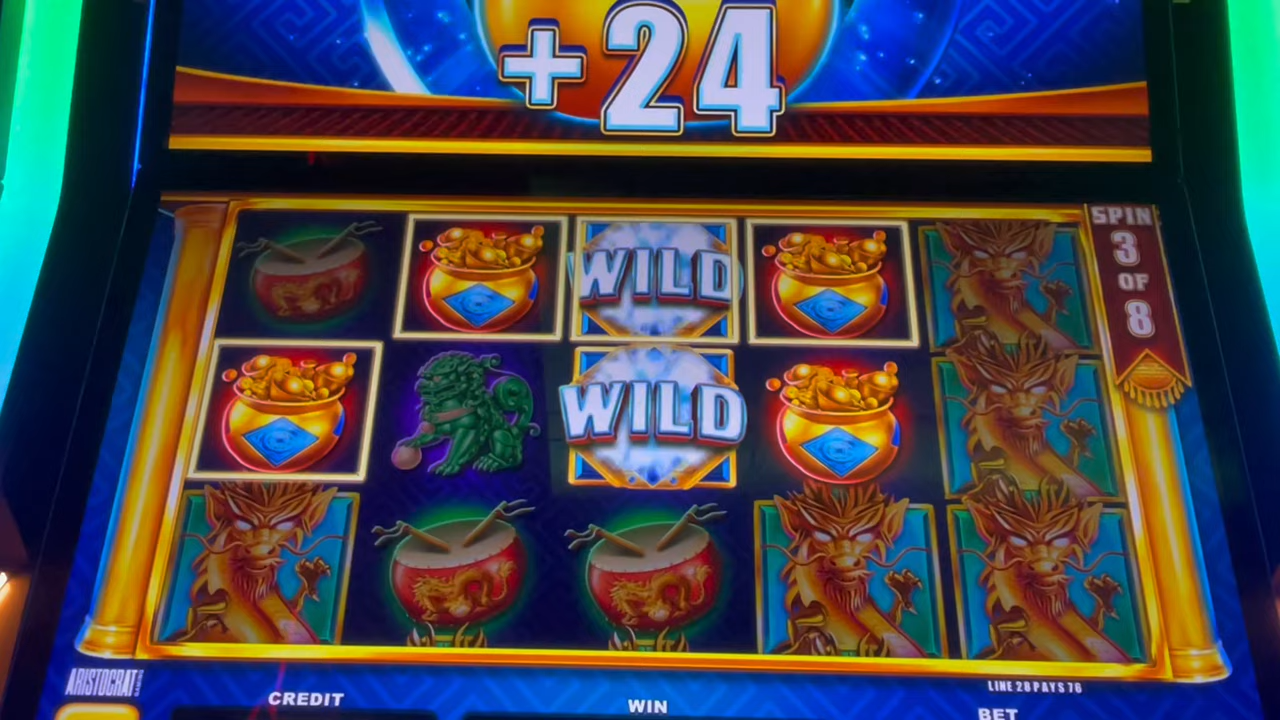 +24
SPIN
3
OF
8
WILD
WILD
ARISTOCRAT
LINE 28 PAYS 76
CREDIT
WIN
BET